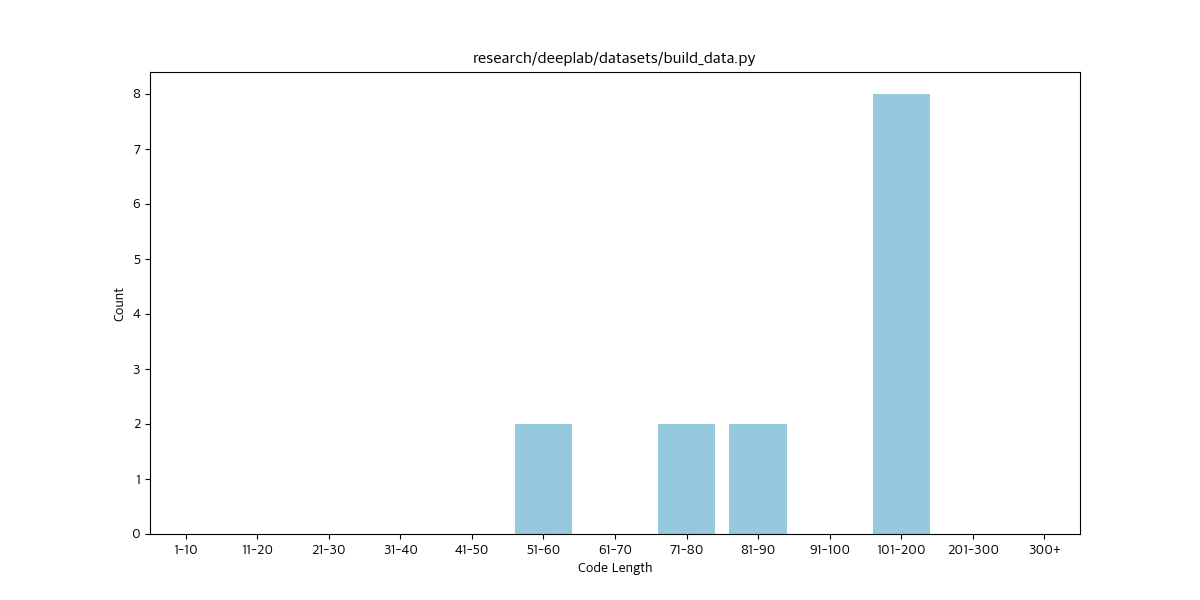 research/deeplab/datasets/build_data.py
Count
8
7
6
5
4
3
2
1
0
1-10 11-20 21-30 31-40 41-50 51-60 61-70 71-80 81-90 91-100 101-200 201-300 300+
Code Length